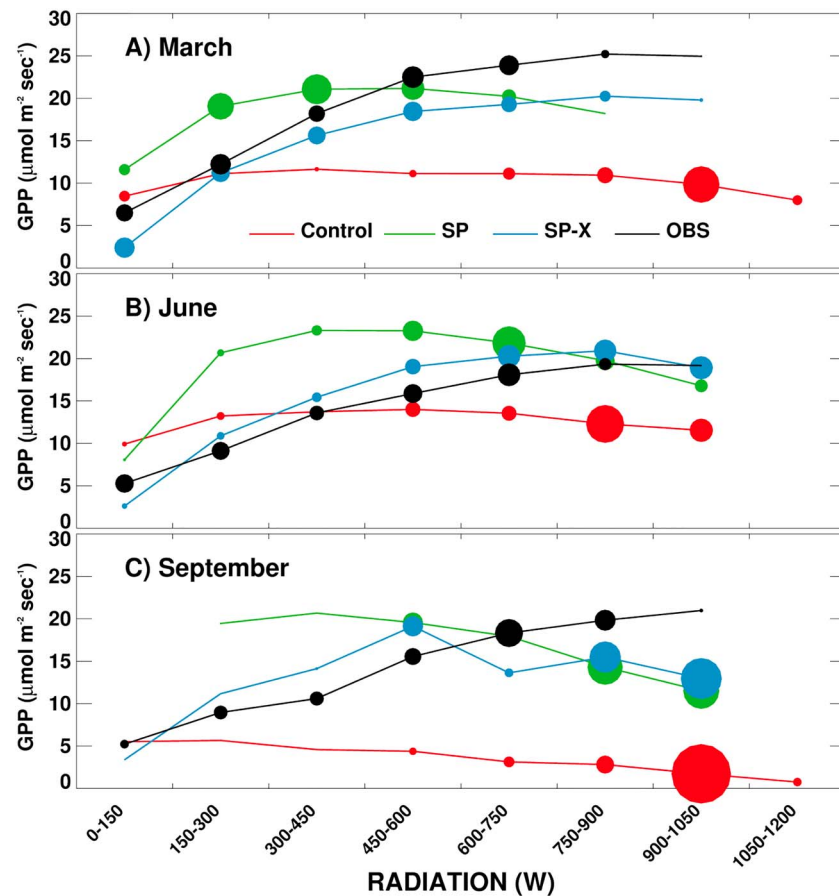 30
A) March
25
20
15
10
5
0
GPP (μmol m⁻² sec⁻¹)
Control SP SP-X OBS
30
B) June
25
20
15
10
5
0
GPP (μmol m⁻² sec⁻¹)
30
C) September
25
20
15
10
5
0
GPP (μmol m⁻² sec⁻¹)
0-150 150-300 300-450 450-600 600-750 750-900 900-1050 1050-1200
RADIATION (W)